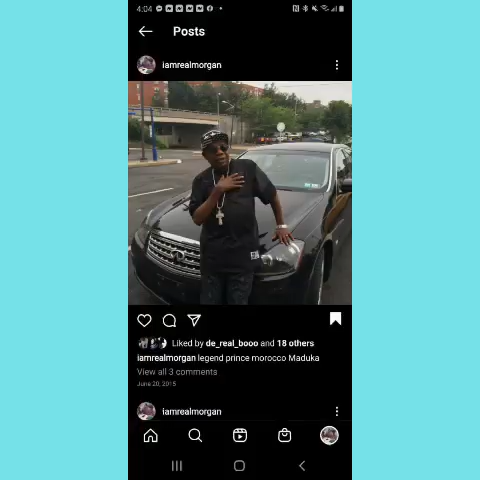 4:04
Posts
iamrealmorgan
Liked by de_real_booo and 18 others
iamrealmorgan legend prince morocco Maduka
View all 3 comments
June 20, 2015
iamrealmorgan